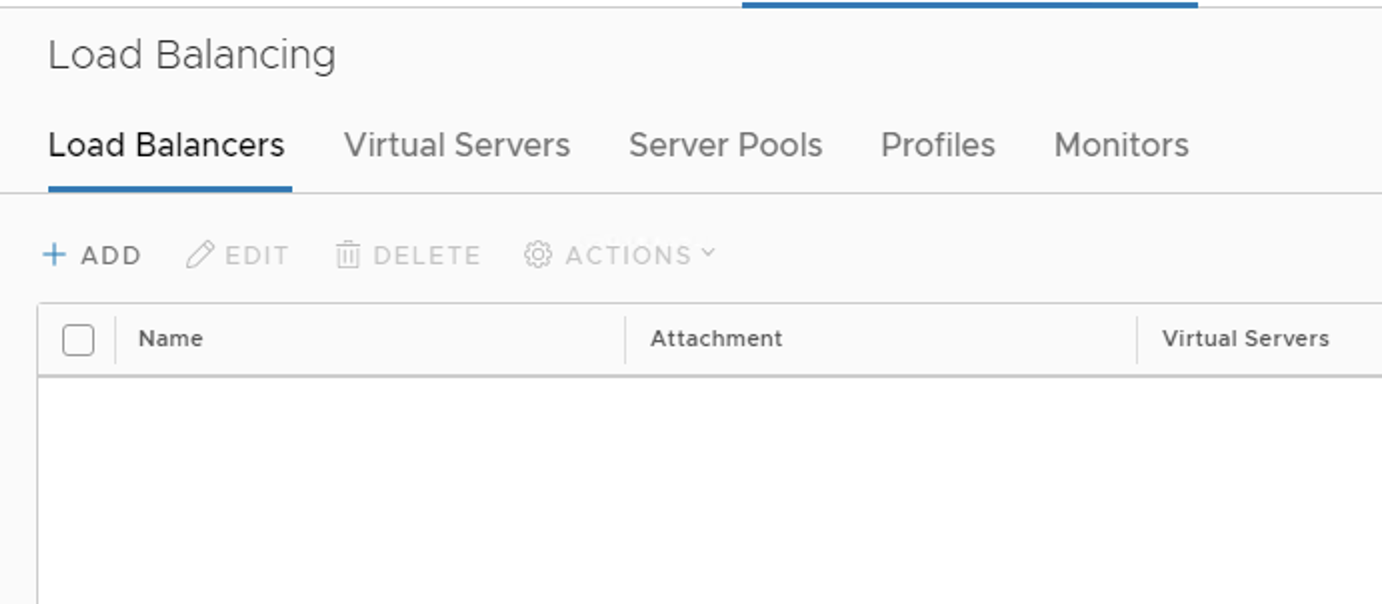 Load Balancing
Load Balancers Virtual Servers Server Pools Profiles Monitors
+ ADD EDIT DELETE ACTIONS
Name Attachment Virtual Servers